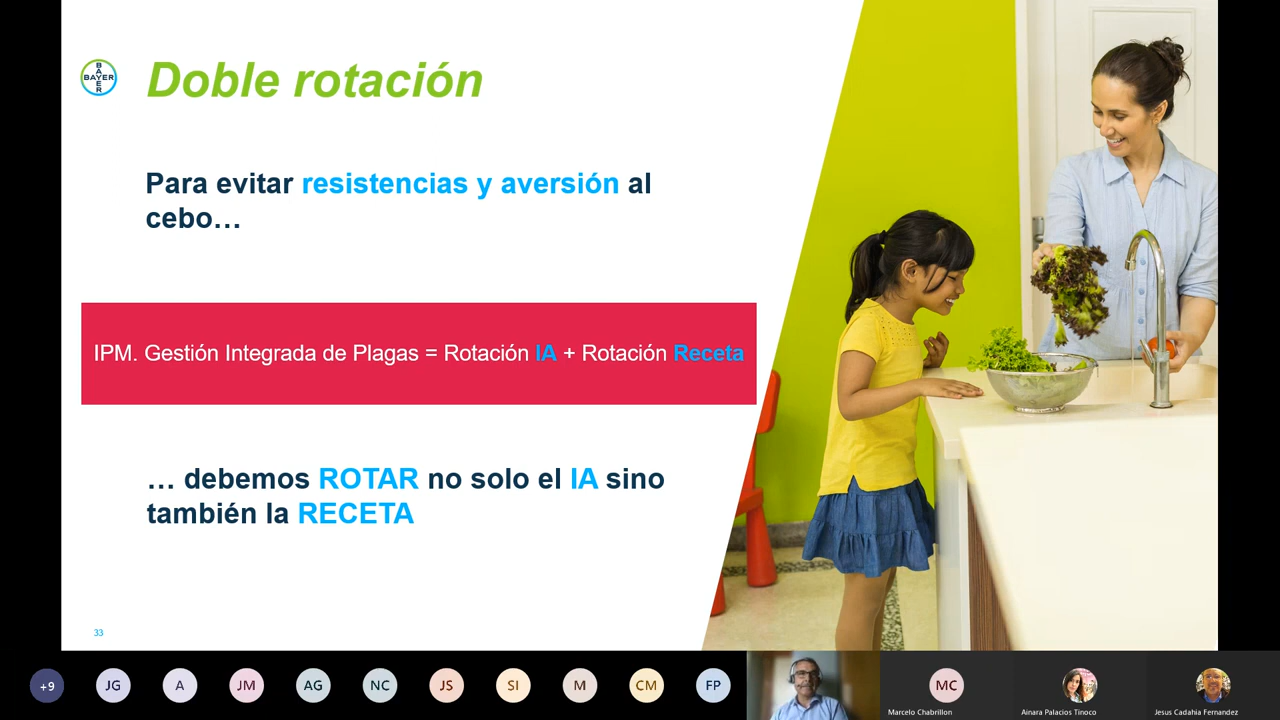 BAYER
BAYER
Doble rotación
Para evitar resistencias y aversión al
cebo…
IPM. Gestión Integrada de Plagas = Rotación IA + Rotación Receta
… debemos ROTAR no solo el IA sino
también la RECETA
33
+9
JG
A
JM
AG
NC
JS
SI
M
CM
FP
MC
Marcelo Chabrillon
Ainara Palacios Tinoco
Jesus Cadahia Fernandez